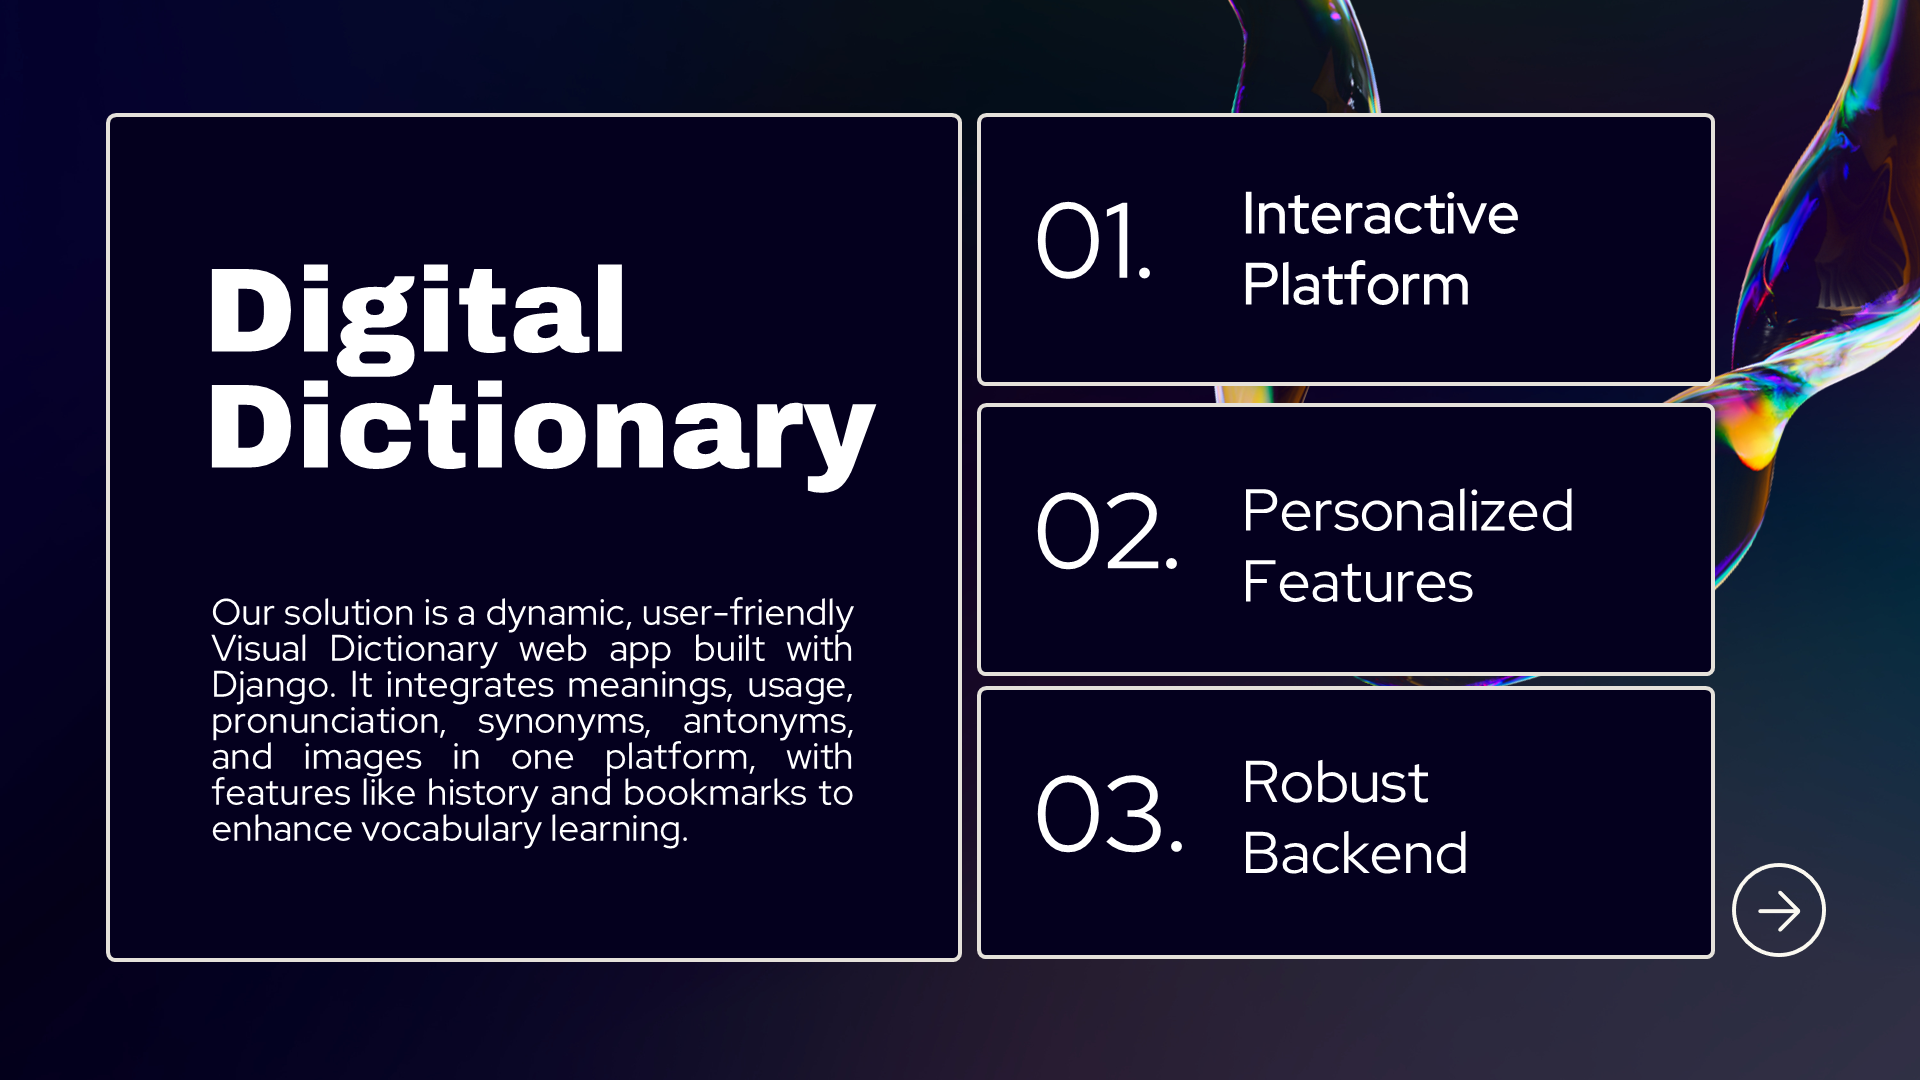 Digital
Dictionary
Our solution is a dynamic, user-friendly
Visual Dictionary web app built with
Django. It integrates meanings, usage,
pronunciation, synonyms, antonyms,
and images in one platform, with
features like history and bookmarks to
enhance vocabulary learning.
01.
Interactive
Platform
02.
Personalized
Features
03.
Robust
Backend